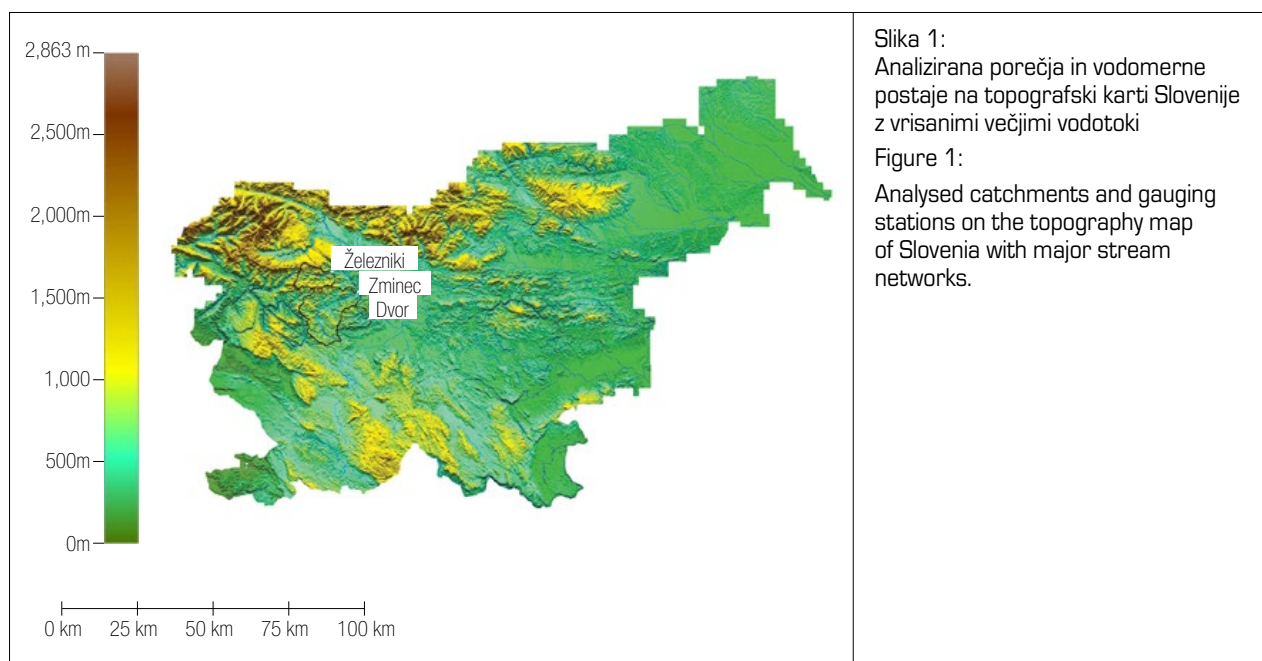 2,863 m
2,500m
2,000m
1,500m
1,000
500m
0m
Železniki
Zminec
Dvor
0 km 25 km 50 km 75 km 100 km
Slika 1:
Analizirana porečja in vodomerne
postaje na topografski karti Slovenije
z vrisanimi večjimi vodotoki
Figure 1:
Analysed catchments and gauging
stations on the topography map
of Slovenia with major stream
networks.